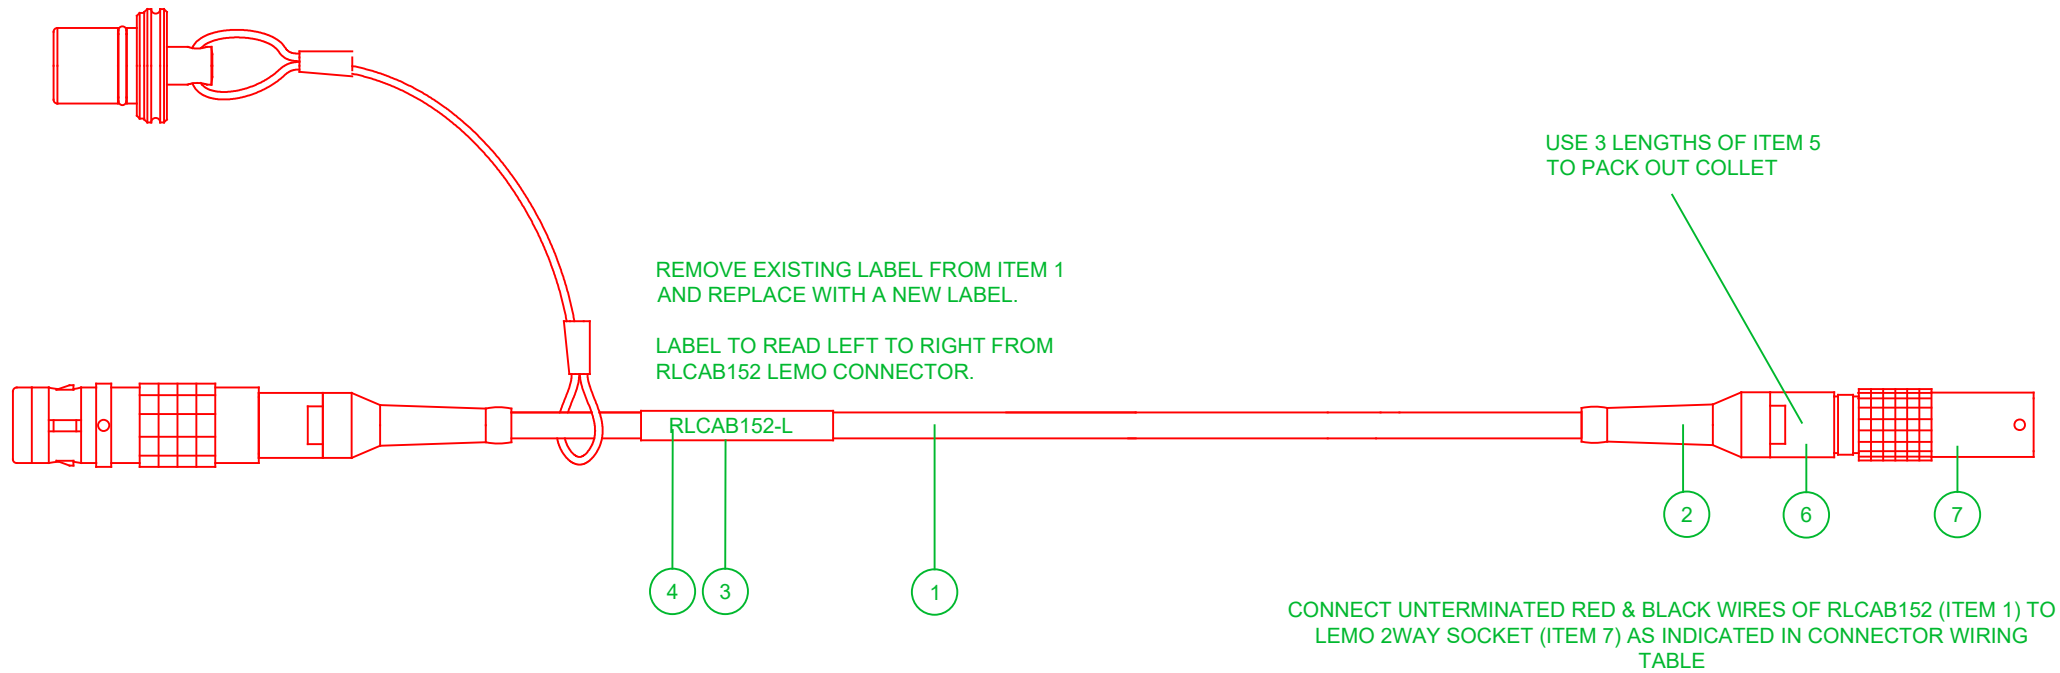 USE 3 LENGTHS OF ITEM 5
TO PACK OUT COLLET
REMOVE EXISTING LABEL FROM ITEM 1
AND REPLACE WITH A NEW LABEL.
LABEL TO READ LEFT TO RIGHT FROM
RLCAB152 LEMO CONNECTOR.
RLCAB152-L
2
6
7
4
3
1
CONNECT UNTERMINATED RED & BLACK WIRES OF RLCAB152 (ITEM 1) TO
LEMO 2WAY SOCKET (ITEM 7) AS INDICATED IN CONNECTOR WIRING
TABLE